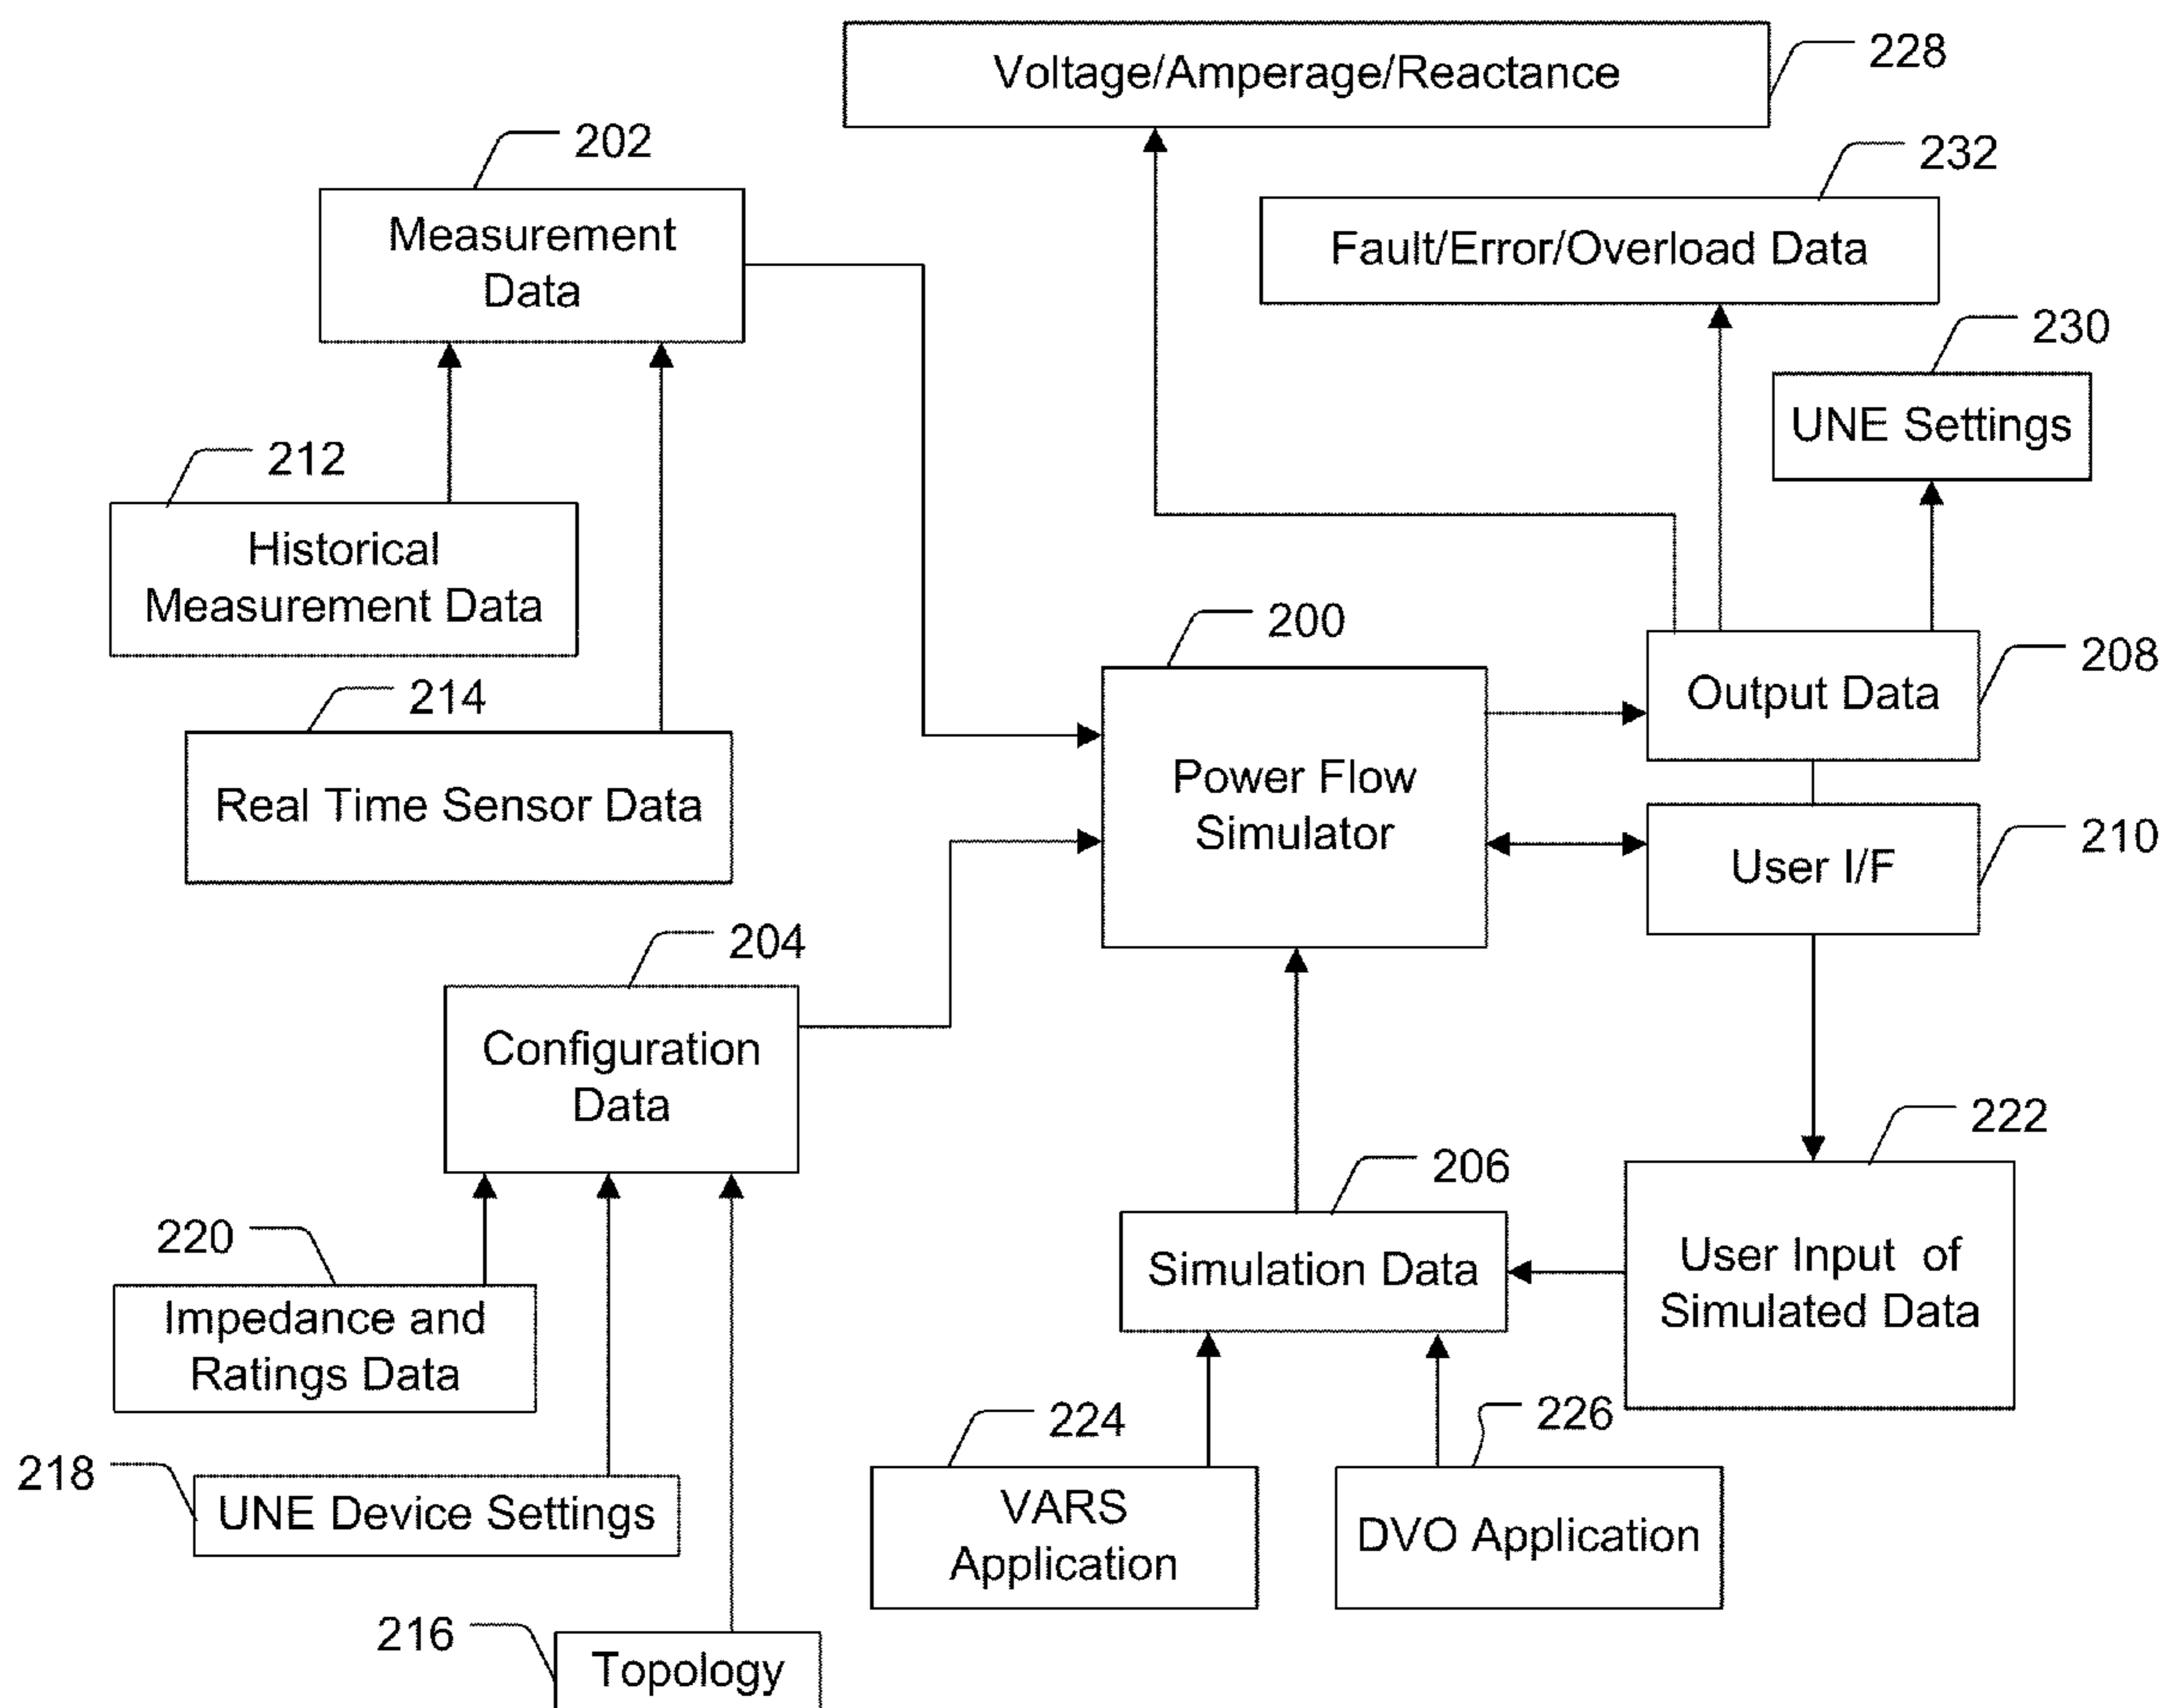 Voltage/Amperage/Reactance
228
202
Measurement
Data
232
Fault/Error/Overload Data
230
UNE Settings
212
Historical
Measurement Data
214
Real Time Sensor Data
200
Power Flow
Simulator
208
Output Data
210
User I/F
204
Configuration
Data
222
User Input of
Simulated Data
206
Simulation Data
220
Impedance and
Ratings Data
218
UNE Device Settings
224
VARS
Application
226
DVO Application
216
Topology